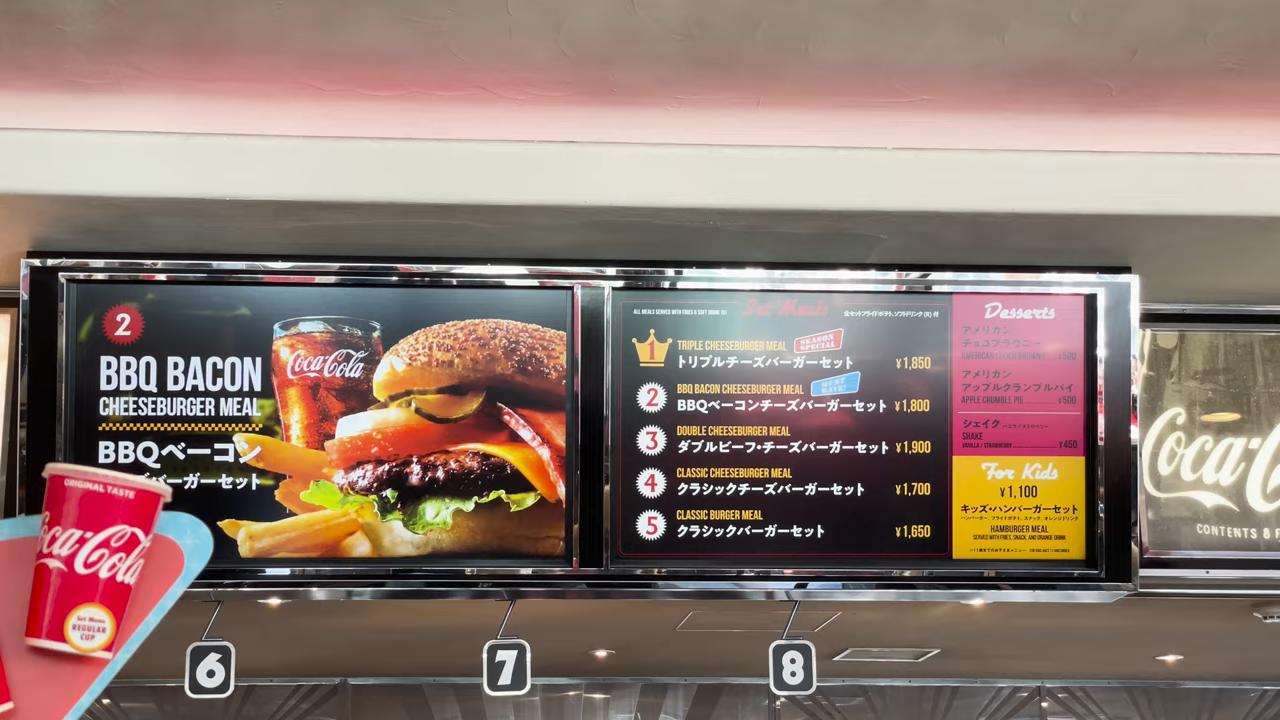 2
BBQ BACON
CHEESEBURGER MEAL
BBQベーコン
バーガーセット
Coca-Cola
ORIGINAL TASTE
Coca-Cola
Set Menu
REGULAR
CUP
ALL MEALS SERVED WITH FRIES & SOFT DRINK (R)
Set Meals
全セットフライドポテト、ソフトドリンク (R) 付
1
TRIPLE CHEESEBURGER MEAL
SEASON
SPECIAL
トリプルチーズバーガーセット ¥1,850
2
BBQ BACON CHEESEBURGER MEAL
MUST
HAVE!
BBQベーコンチーズバーガーセット ¥1,800
3
DOUBLE CHEESEBURGER MEAL
ダブルビーフ・チーズバーガーセット ¥1,900
4
CLASSIC CHEESEBURGER MEAL
クラシックチーズバーガーセット ¥1,700
5
CLASSIC BURGER MEAL
クラシックバーガーセット ¥1,650
Desserts
アメリカン
チョコブラウニー
AMERICAN CHOCO BROWNIE ¥500
アメリカン
アップルクランブルパイ
APPLE CRUMBLE PIE ¥500
シェイク バニラ / ストロベリー
SHAKE
VANILLA / STRAWBERRY ¥450
For Kids
¥1,100
キッズ・ハンバーガーセット
ハンバーガー、フライドポテト、スナック、オレンジドリンク
HAMBURGER MEAL
SERVED WITH FRIES, SNACK, AND ORANGE DRINK
Coca-C
CONTENTS 6 F
6
7
8